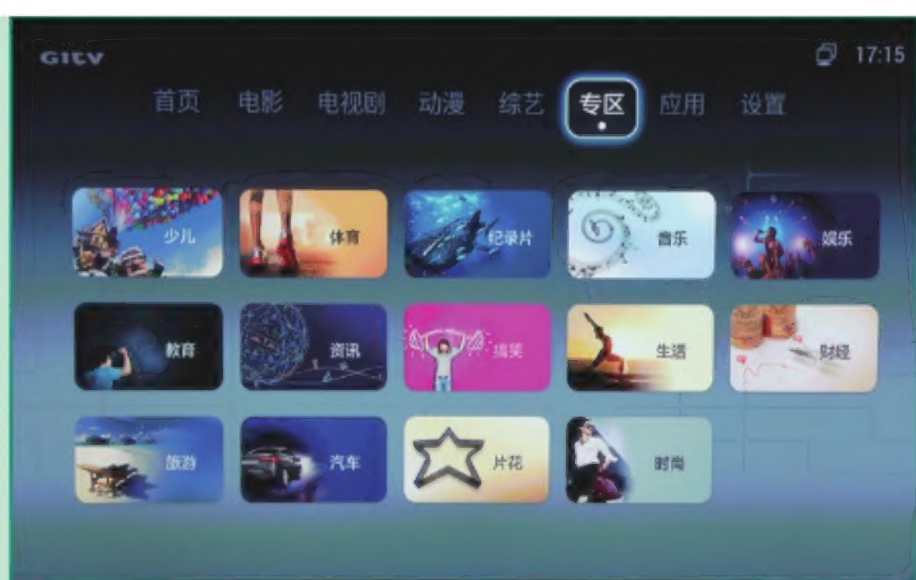 GITV 17:15
首页 电影 电视剧 动漫 综艺 专区 应用 设置
少儿 体育 纪录片 音乐 娱乐
教育 资讯 搞笑 生活 财经
旅游 汽车 片花 时尚